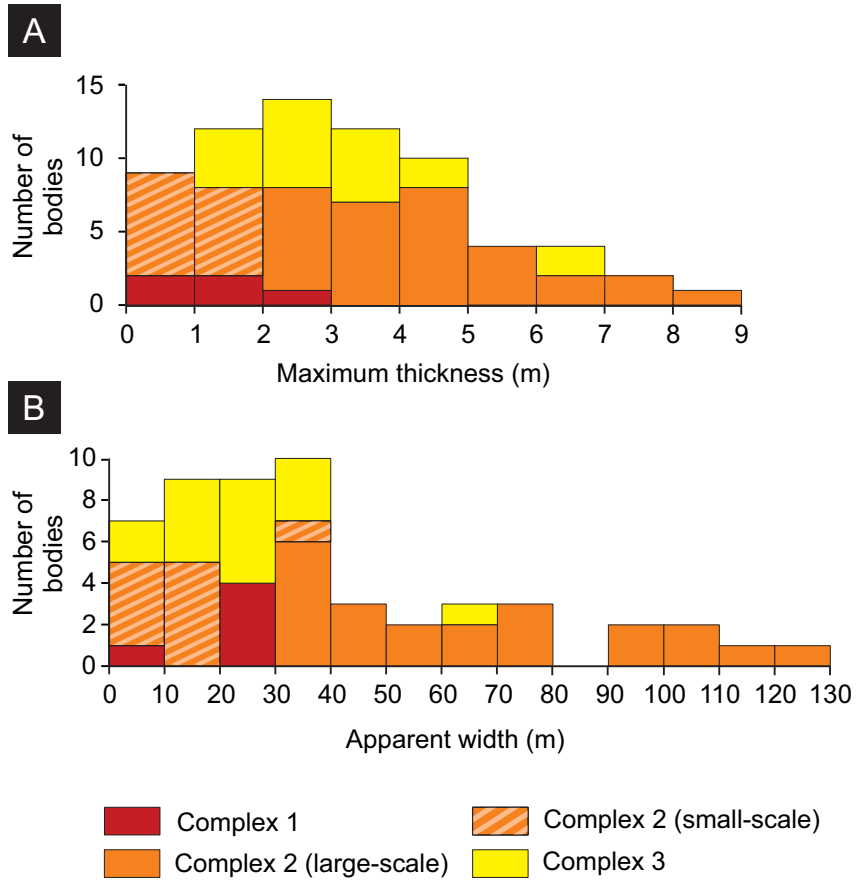 A
15
10
5
0
Number of
bodies
0 1 2 3 4 5 6 7 8 9
Maximum thickness (m)
B
10
8
6
4
2
0
Number of
bodies
0 10 20 30 40 50 60 70 80 90 100 110 120 130
Apparent width (m)
Complex 1
Complex 2 (small-scale)
Complex 2 (large-scale)
Complex 3